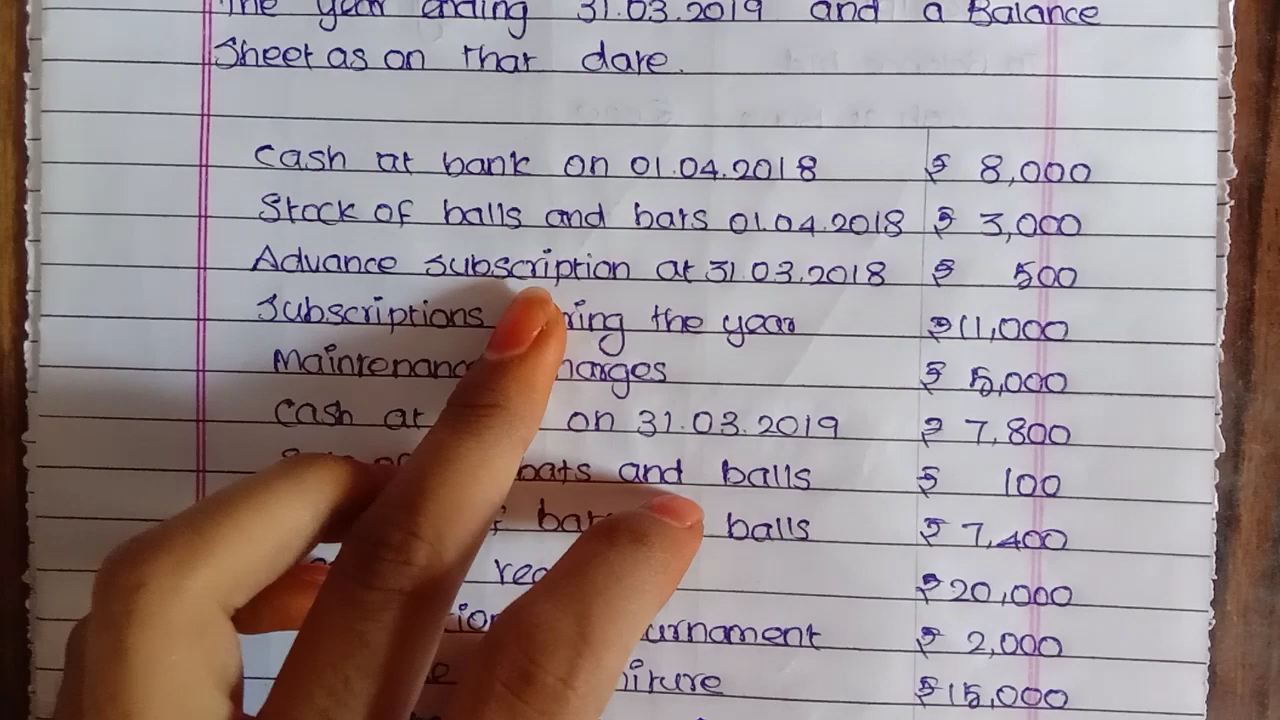 The year ending 31.03.2019 and a Balance
Sheet as on that date.
Cash at bank on 01.04.2018 ₹ 8,000
Stock of balls and bats 01.04.2018 ₹ 3,000
Advance subscription at 31.03.2018 ₹ 500
Subscriptions the year ₹11,000
₹ 5,000
Cash at on 31.03.2019 ₹ 7,800
bats and balls ₹ 100
balls ₹ 7,400
₹20,000
₹ 2,000
₹15,000